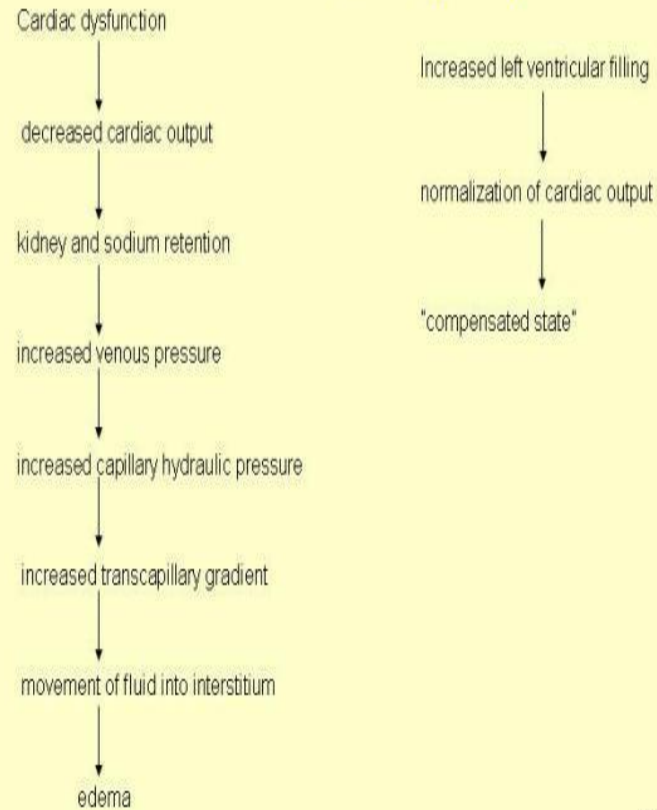 Cardiac dysfunction
decreased cardiac output
kidney and sodium retention
increased venous pressure
increased capillary hydraulic pressure
increased transcapillary gradient
movement of fluid into interstitium
edema
Increased left ventricular filling
normalization of cardiac output
"compensated state"